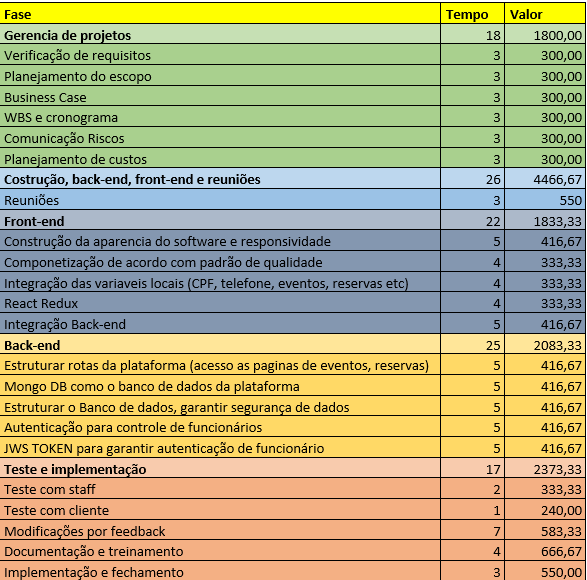 Fase Tempo Valor
Gerencia de projetos 18 1800,00
Verificação de requisitos 3 300,00
Planejamento do escopo 3 300,00
Business Case 3 300,00
WBS e cronograma 3 300,00
Comunicação Riscos 3 300,00
Planejamento de custos 3 300,00
Costrução, back-end, front-end e reuniões 26 4466,67
Reuniões 3 550
Front-end 22 1833,33
Construção da aparencia do software e responsividade 5 416,67
Componetização de acordo com padrão de qualidade 4 333,33
Integração das variaveis locais (CPF, telefone, eventos, reservas etc) 4 333,33
React Redux 4 333,33
Integração Back-end 5 416,67
Back-end 25 2083,33
Estruturar rotas da plataforma (acesso as paginas de eventos, reservas) 5 416,67
Mongo DB como o banco de dados da plataforma 5 416,67
Estruturar o Banco de dados, garantir segurança de dados 5 416,67
Autenticação para controle de funcionários 5 416,67
JWS TOKEN para garantir autenticação de funcionário 5 416,67
Teste e implementação 17 2373,33
Teste com staff 2 333,33
Teste com cliente 1 240,00
Modificações por feedback 7 583,33
Documentação e treinamento 4 666,67
Implementação e fechamento 3 550,00